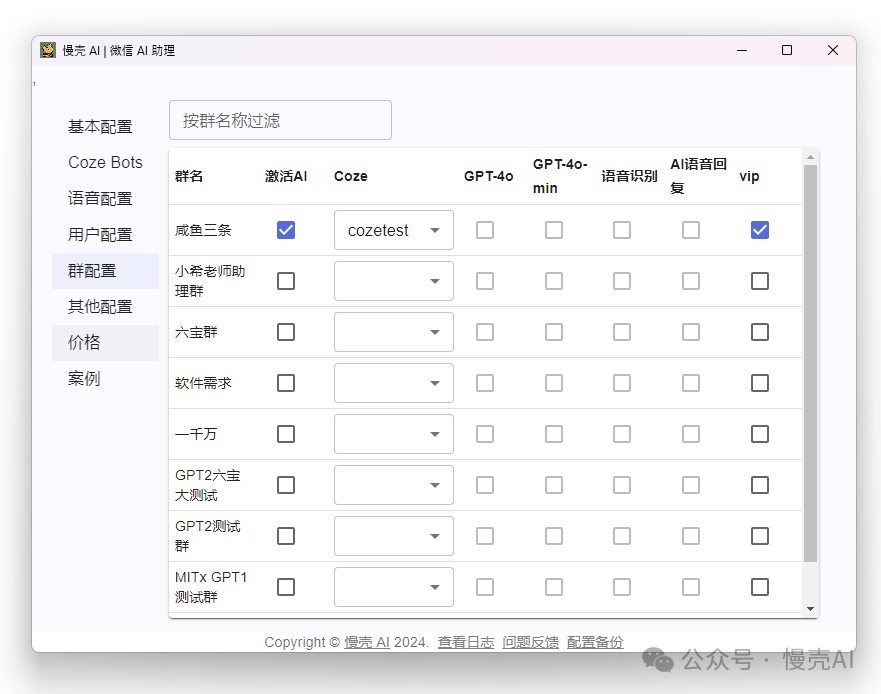 慢壳 AI | 微信 AI 助理
,
基本配置
Coze Bots
语音配置
用户配置
群配置
其他配置
价格
案例
按群名称过滤
群名 激活AI Coze GPT-4o GPT-4o-min 语音识别 AI语音回复 vip
咸鱼三条 cozetest
小希老师助
理群
六宝群
软件需求
一千万
GPT2六宝
大测试
GPT2测试
群
MITx GPT1
测试群
Copyright © 慢壳 AI 2024. 查看日志 问题反馈 配置备份
公众号 · 慢壳AI